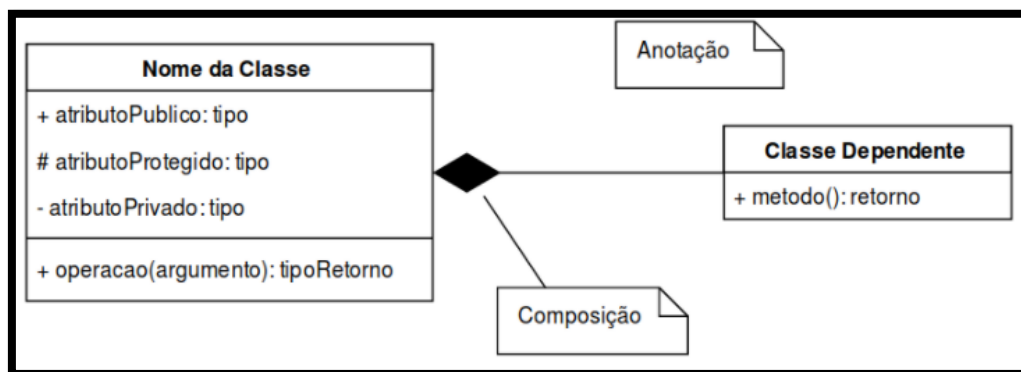 Nome da Classe
+ atributoPublico: tipo
# atributoProtegido: tipo
- atributoPrivado: tipo
+ operacao(argumento): tipoRetorno
Anotação
Classe Dependente
+ metodo(): retorno
Composição